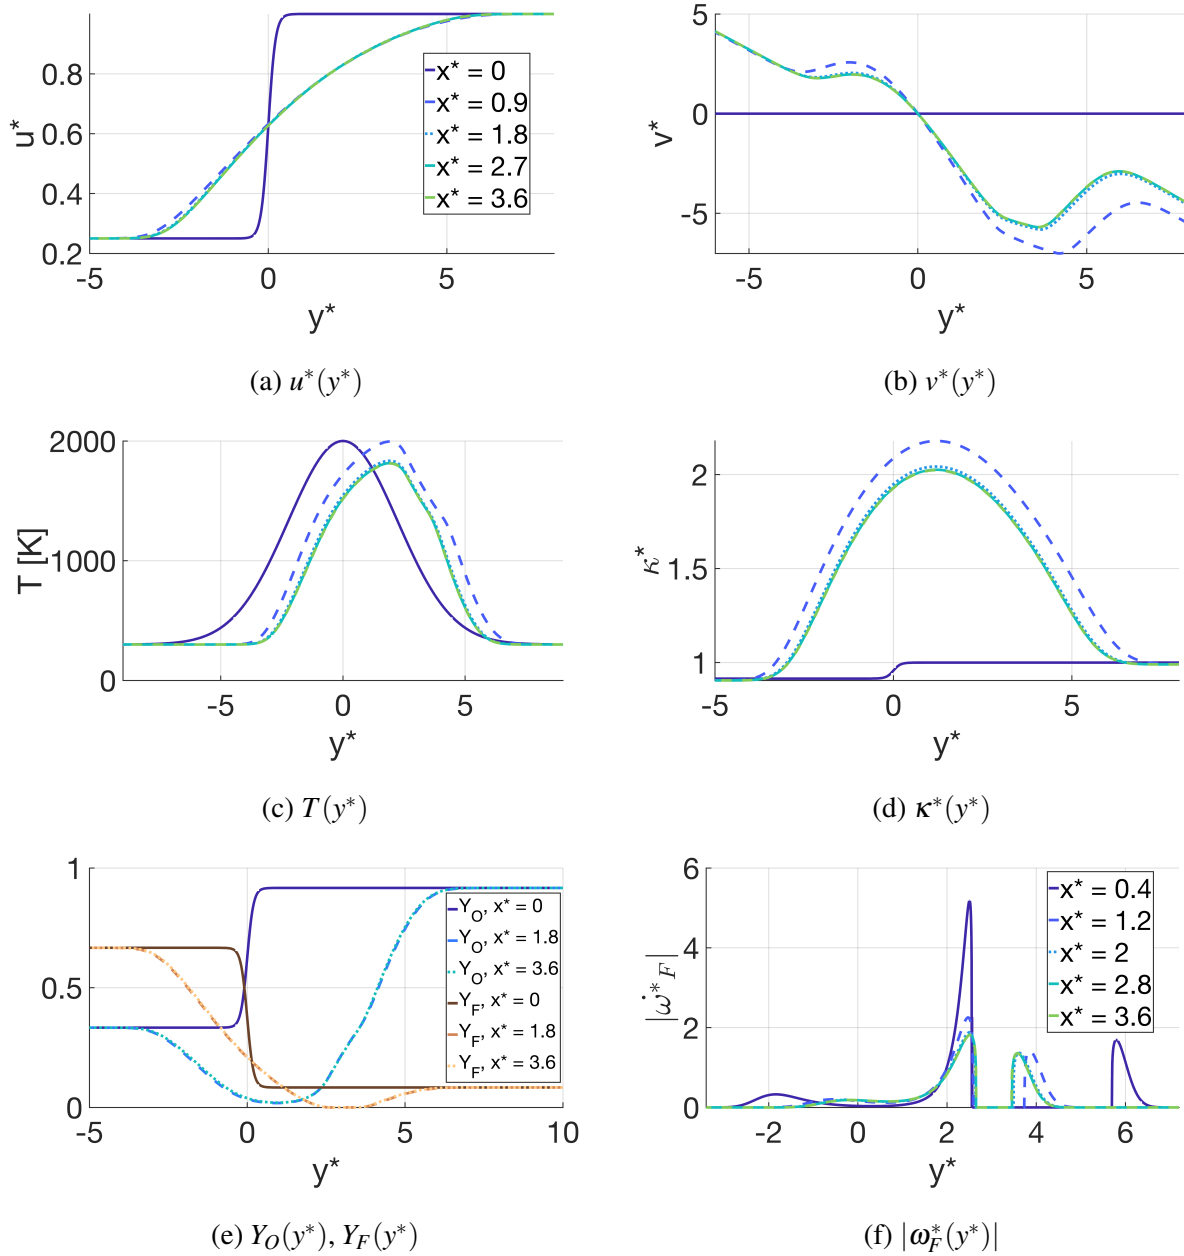 0.8
0.6
0.4
0.2
u*
-5
0
5
y*
x* = 0
x* = 0.9
x* = 1.8
x* = 2.7
x* = 3.6
(a) u*(y*)
5
0
-5
v*
-5
0
5
y*
(b) v*(y*)
2000
1000
0
T [K]
-5
0
5
y*
(c) T(y*)
2
1.5
1
κ*
-5
0
5
y*
(d) κ*(y*)
1
0.5
0
-5
0
5
10
y*
Y_O, x* = 0
Y_O, x* = 1.8
Y_O, x* = 3.6
Y_F, x* = 0
Y_F, x* = 1.8
Y_F, x* = 3.6
(e) Y_O(y*), Y_F(y*)
6
4
2
0
|ω̇*_F|
-2
0
2
4
6
y*
x* = 0.4
x* = 1.2
x* = 2
x* = 2.8
x* = 3.6
(f) |ω̇*_F(y*)|